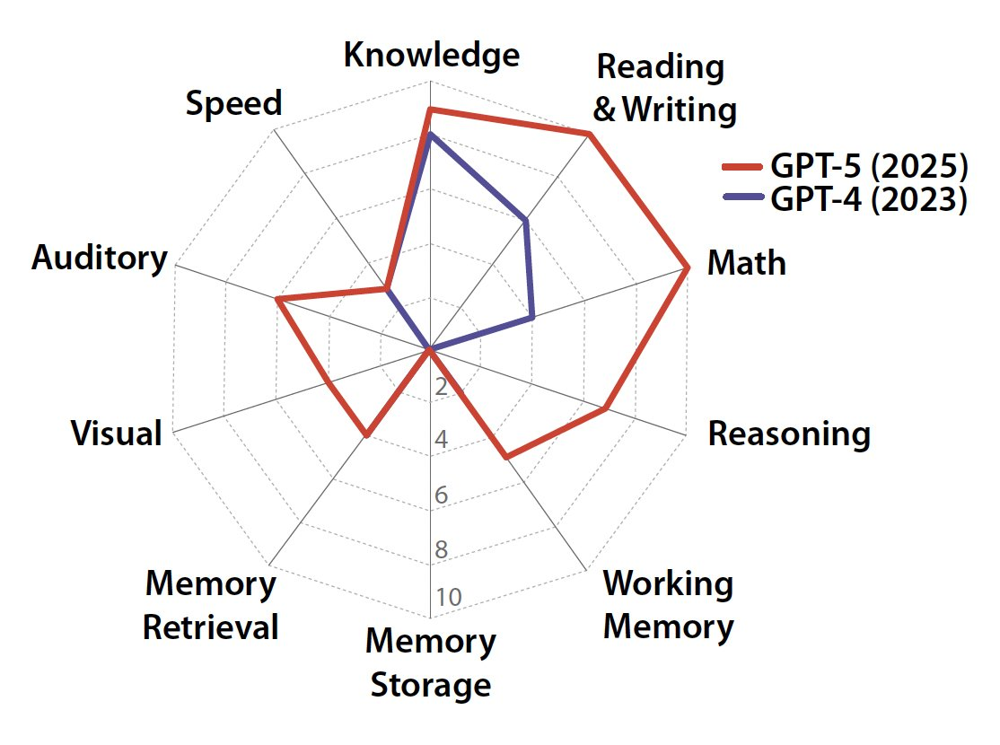 Knowledge
Reading
& Writing
Speed
GPT-5 (2025)
GPT-4 (2023)
Auditory
Math
2
4
Visual
Reasoning
6
8
10
Memory
Retrieval
Working
Memory
Memory
Storage